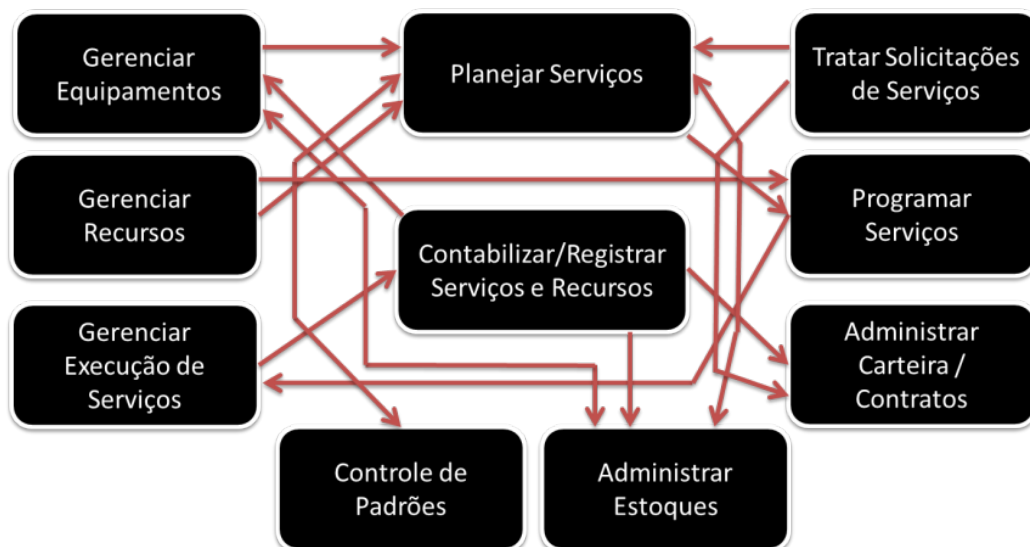 Gerenciar
Equipamentos
Planejar Serviços
Tratar Solicitações
de Serviços
Gerenciar
Recursos
Contabilizar/Registrar
Serviços e Recursos
Programar
Serviços
Gerenciar
Execução de
Serviços
Administrar
Carteira /
Contratos
Controle de
Padrões
Administrar
Estoques